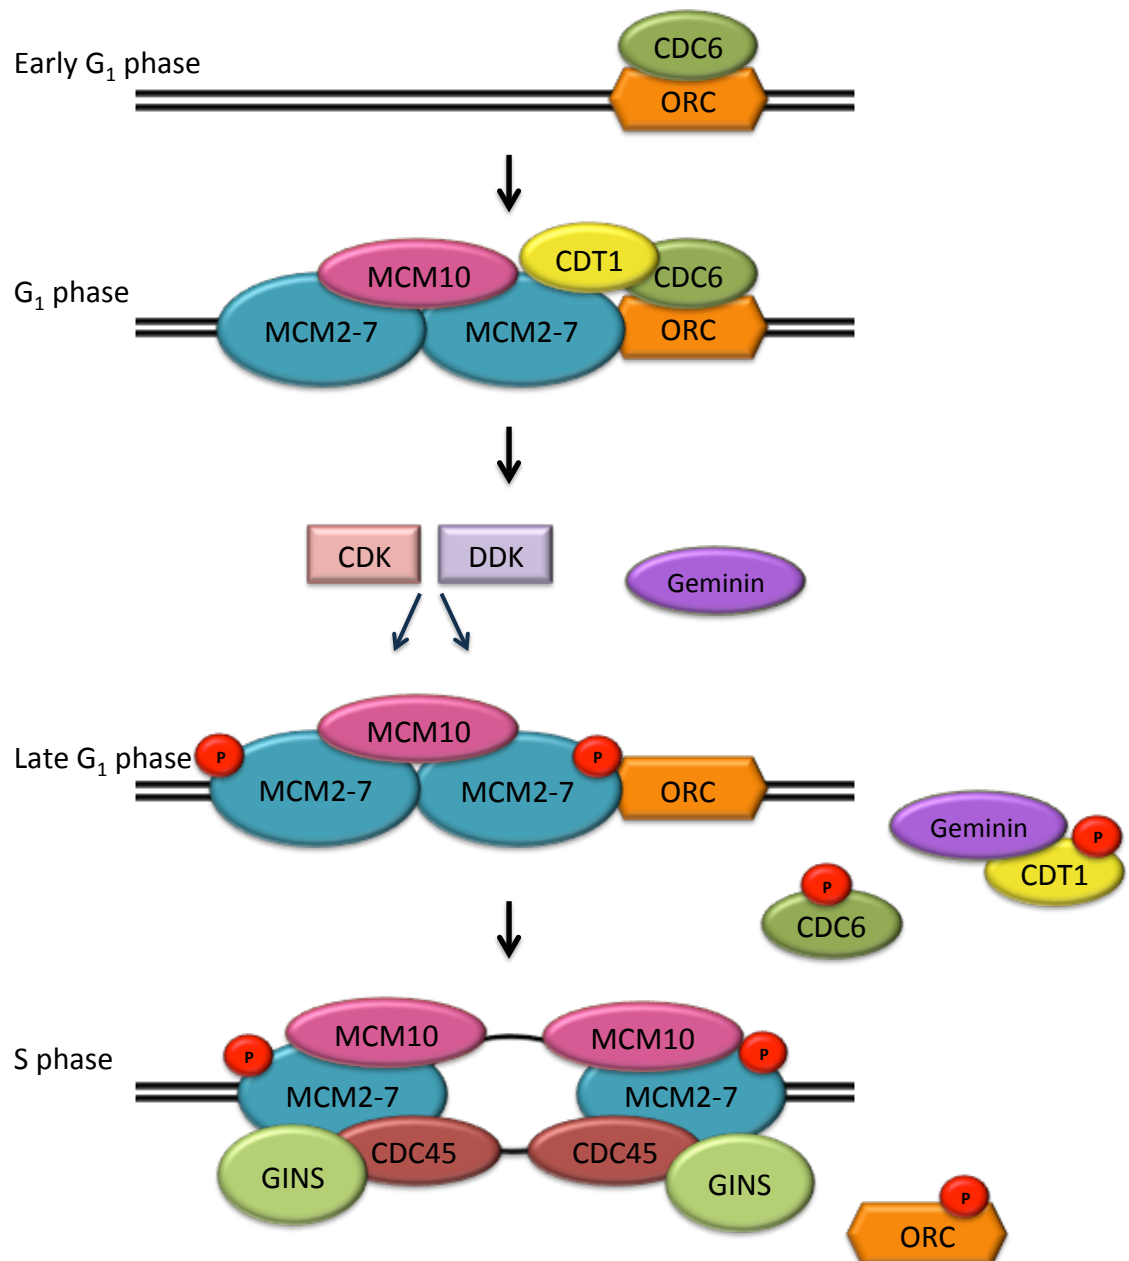 CDC6
Early G₁ phase
ORC
CDT1
MCM10
CDC6
G₁ phase
MCM2-7
MCM2-7
ORC
CDK
DDK
Geminin
MCM10
P
P
Late G₁ phase
MCM2-7
MCM2-7
ORC
Geminin
P
CDT1
P
CDC6
MCM10
MCM10
P
P
S phase
MCM2-7
MCM2-7
CDC45
CDC45
GINS
GINS
P
ORC